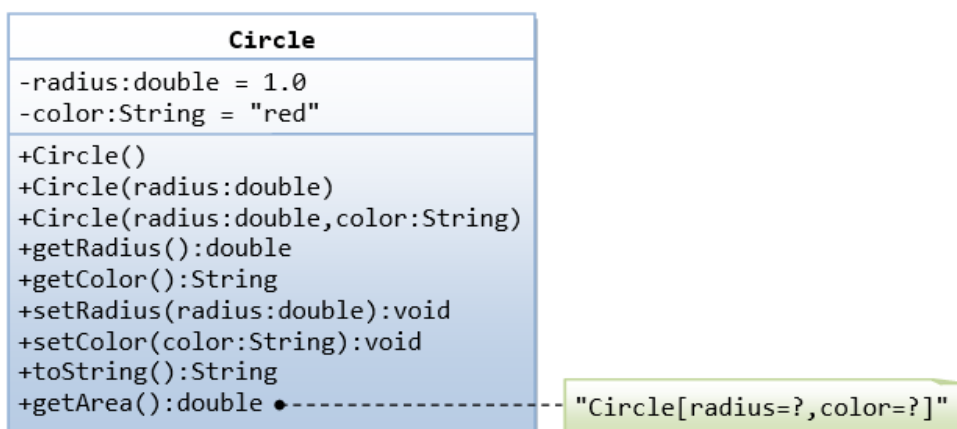 Circle
-radius:double = 1.0
-color:String = "red"
+Circle()
+Circle(radius:double)
+Circle(radius:double,color:String)
+getRadius():double
+getColor():String
+setRadius(radius:double):void
+setColor(color:String):void
+toString():String
+getArea():double
"Circle[radius=?,color=?]"